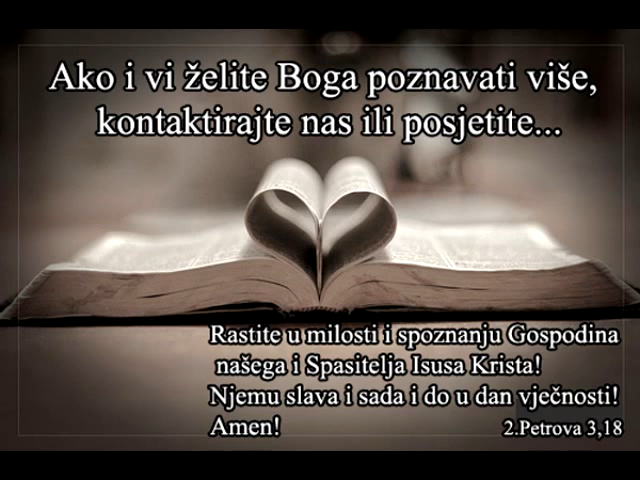 Ako i vi želite Boga poznavati više,
kontaktirajte nas ili posjetite...
Rastite u milosti i spoznanju Gospodina
našega i Spasitelja Isusa Krista!
Njemu slava i sada i do u dan vječnosti!
Amen!
2.Petrova 3,18